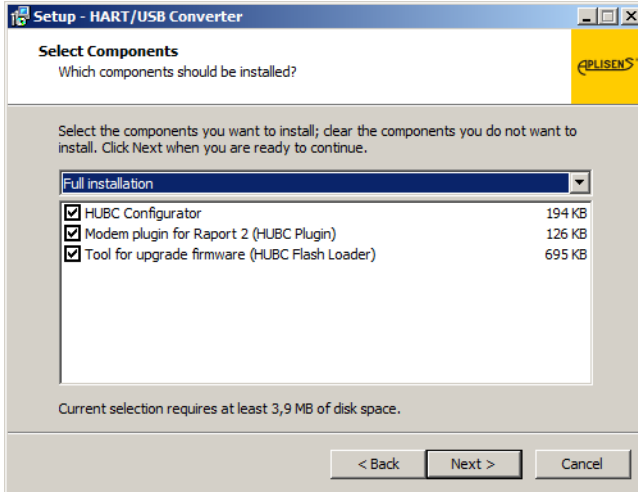 Setup - HART/USB Converter
Select Components
Which components should be installed?
APLISENS
Select the components you want to install; clear the components you do not want to
install. Click Next when you are ready to continue.
Full installation
HUBC Configurator 194 KB
Modem plugin for Raport 2 (HUBC Plugin) 126 KB
Tool for upgrade firmware (HUBC Flash Loader) 695 KB
Current selection requires at least 3,9 MB of disk space.
< Back Next > Cancel